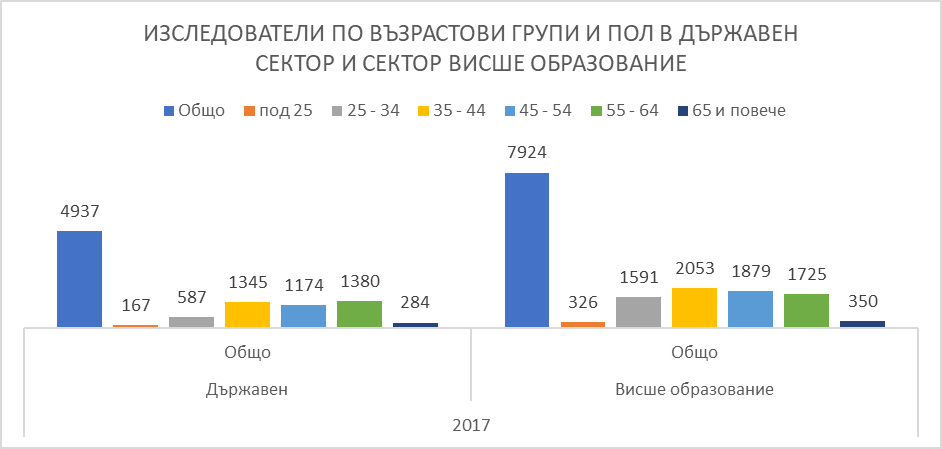 ИЗСЛЕДОВАТЕЛИ ПО ВЪЗРАСТОВИ ГРУПИ И ПОЛ В ДЪРЖАВЕН
СЕКТОР И СЕКТОР ВИСШЕ ОБРАЗОВАНИЕ
Общо под 25 25 - 34 35 - 44 45 - 54 55 - 64 65 и повече
4937 167 587 1345 1174 1380 284
7924 326 1591 2053 1879 1725 350
Общо Общо
Държавен Висше образование
2017